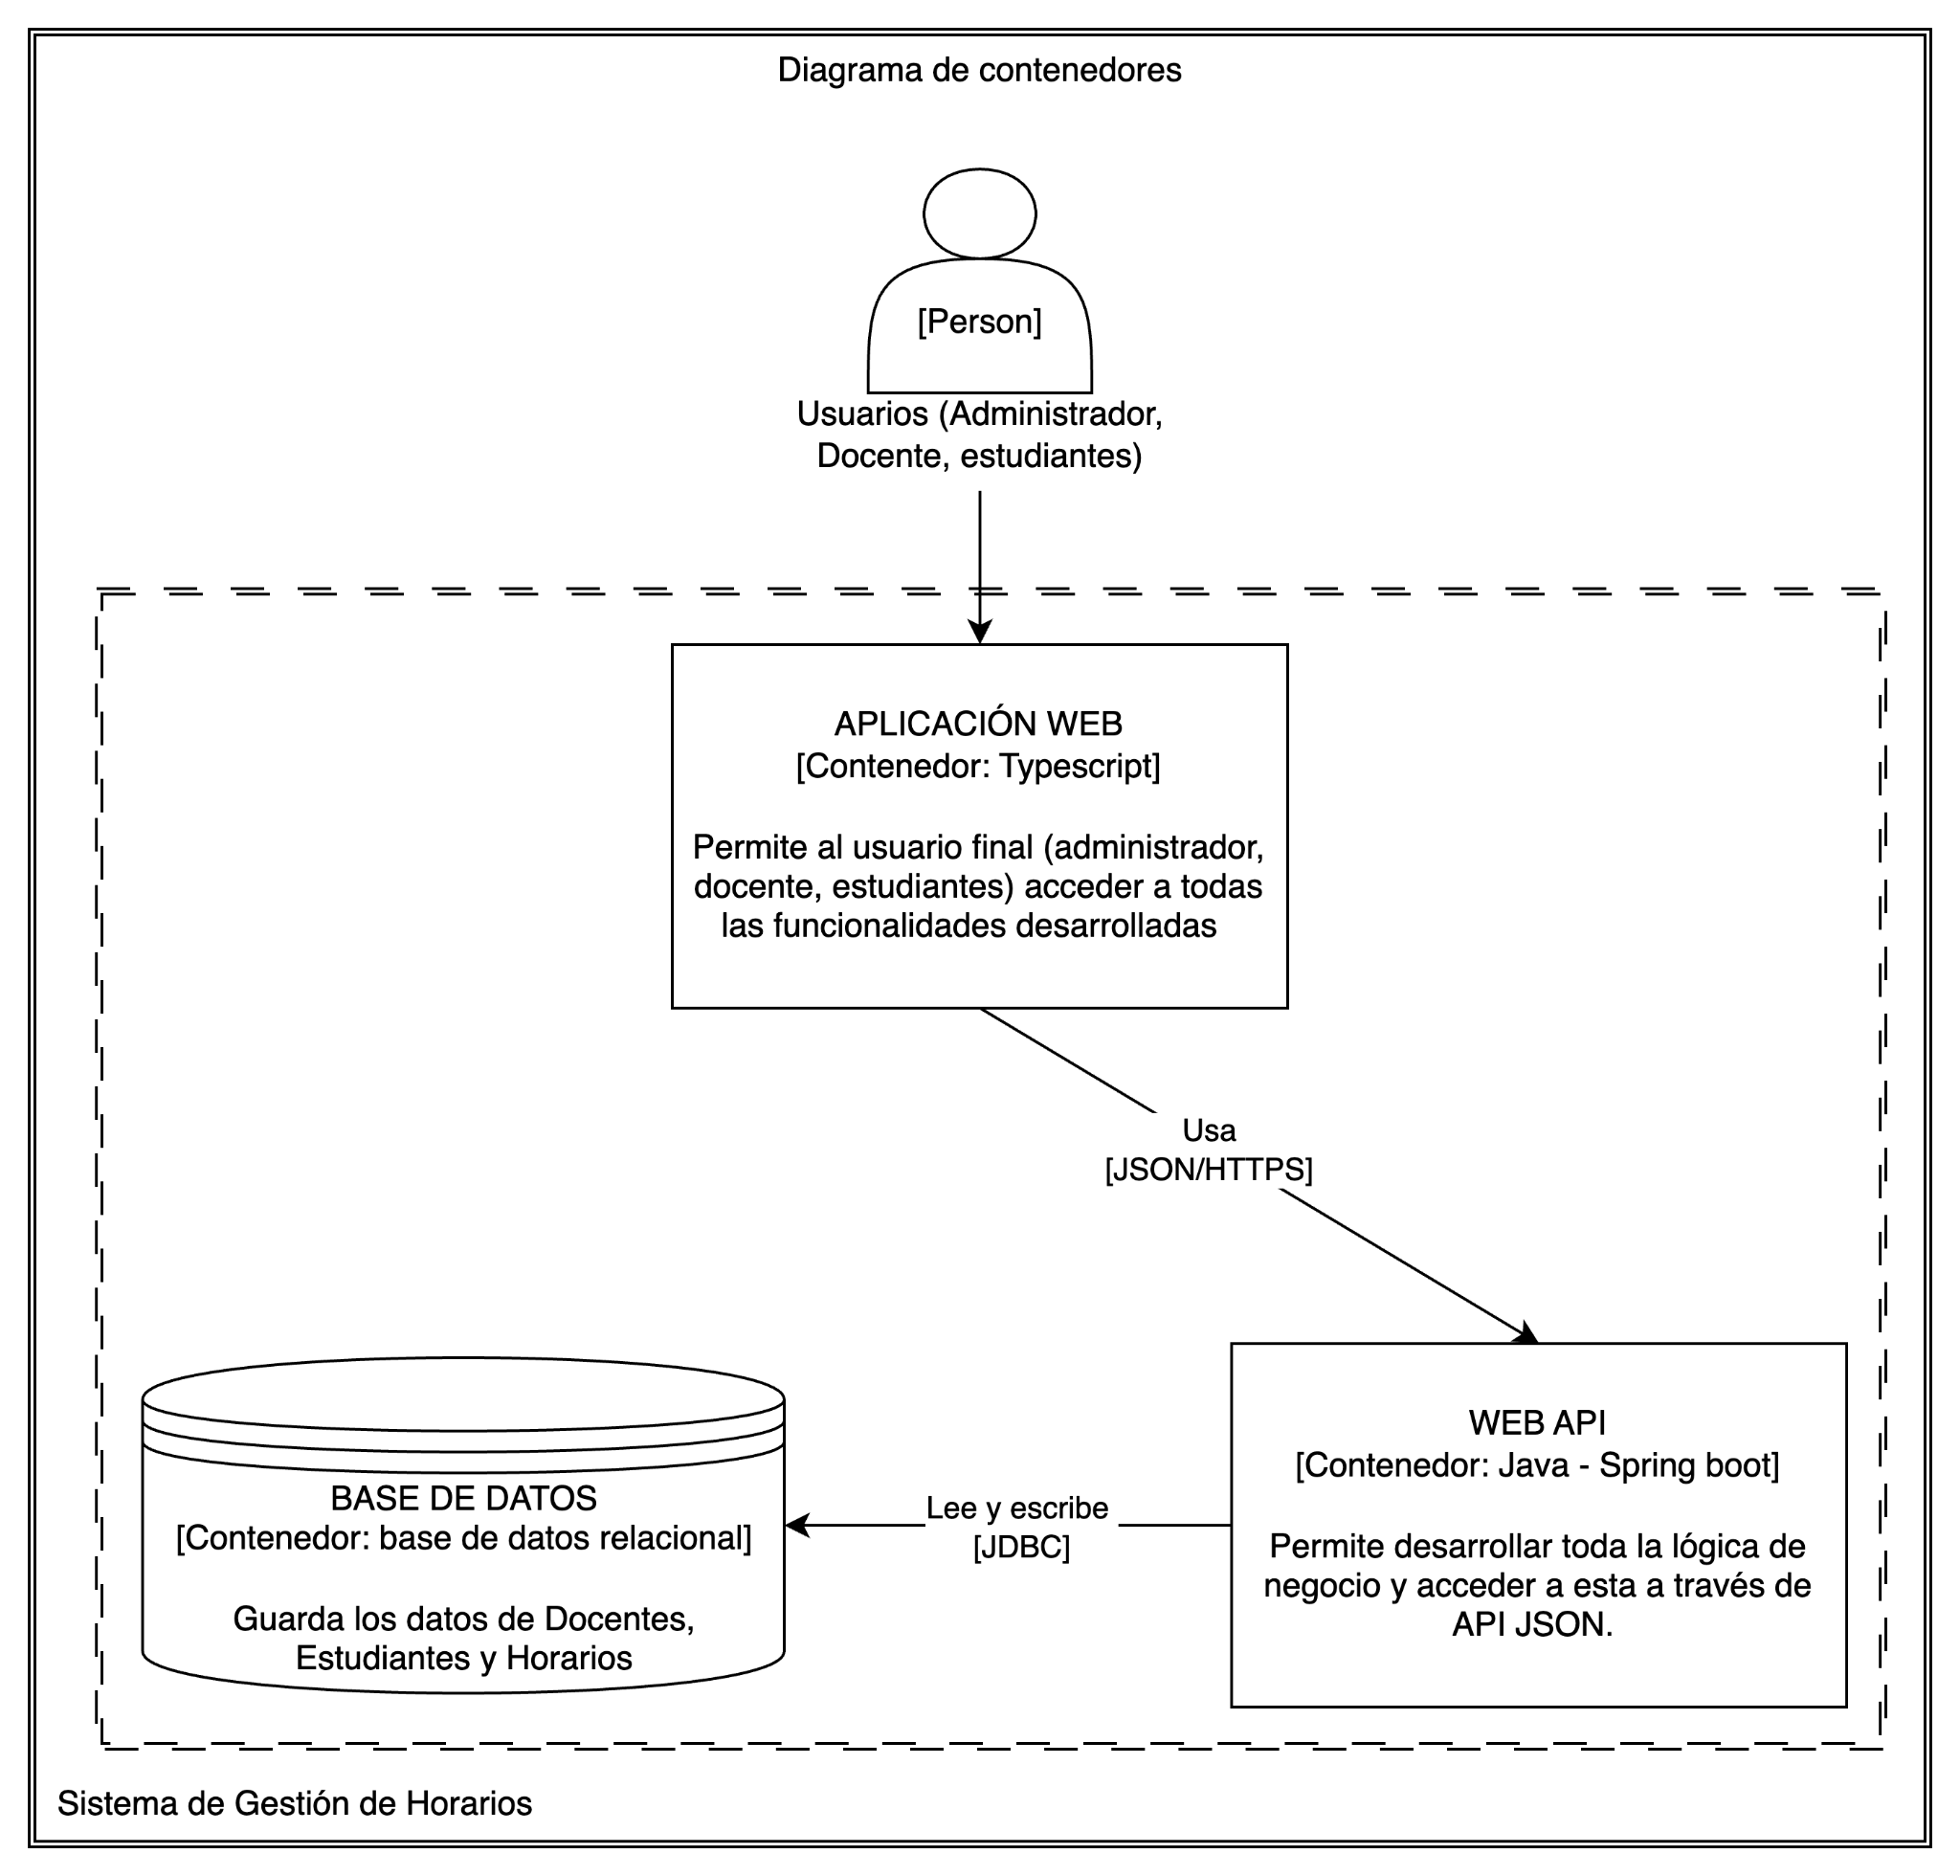 Diagrama de contenedores
[Person]
Usuarios (Administrador,
Docente, estudiantes)
APLICACIÓN WEB
[Contenedor: Typescript]
Permite al usuario final (administrador,
docente, estudiantes) acceder a todas
las funcionalidades desarrolladas
Usa
[JSON/HTTPS]
BASE DE DATOS
[Contenedor: base de datos relacional]
Guarda los datos de Docentes,
Estudiantes y Horarios
Lee y escribe
[JDBC]
WEB API
[Contenedor: Java - Spring boot]
Permite desarrollar toda la lógica de
negocio y acceder a esta a través de
API JSON.
Sistema de Gestión de Horarios